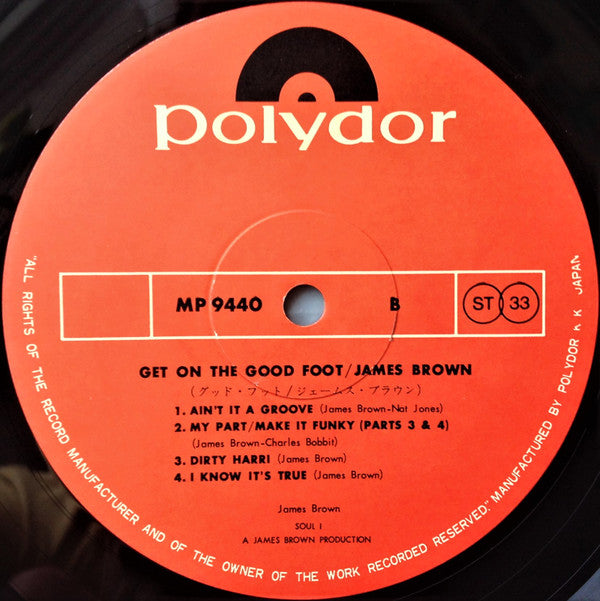 polydor
MP 9440 B ST 33
GET ON THE GOOD FOOT/JAMES BROWN
(グッド・フット/ジェームス・ブラウン)
1. AIN'T IT A GROOVE (James Brown-Nat Jones)
2. MY PART/MAKE IT FUNKY (PARTS 3 & 4)
(James Brown-Charles Bobbit)
3. DIRTY HARRI (James Brown)
4. I KNOW IT'S TRUE (James Brown)
James Brown
SOUL I
A JAMES BROWN PRODUCTION
"ALL RIGHTS OF THE RECORD MANUFACTURER AND OF THE OWNER OF THE WORK RECORDED RESERVED." MANUFACTURED BY POLYDOR K K JAPAN